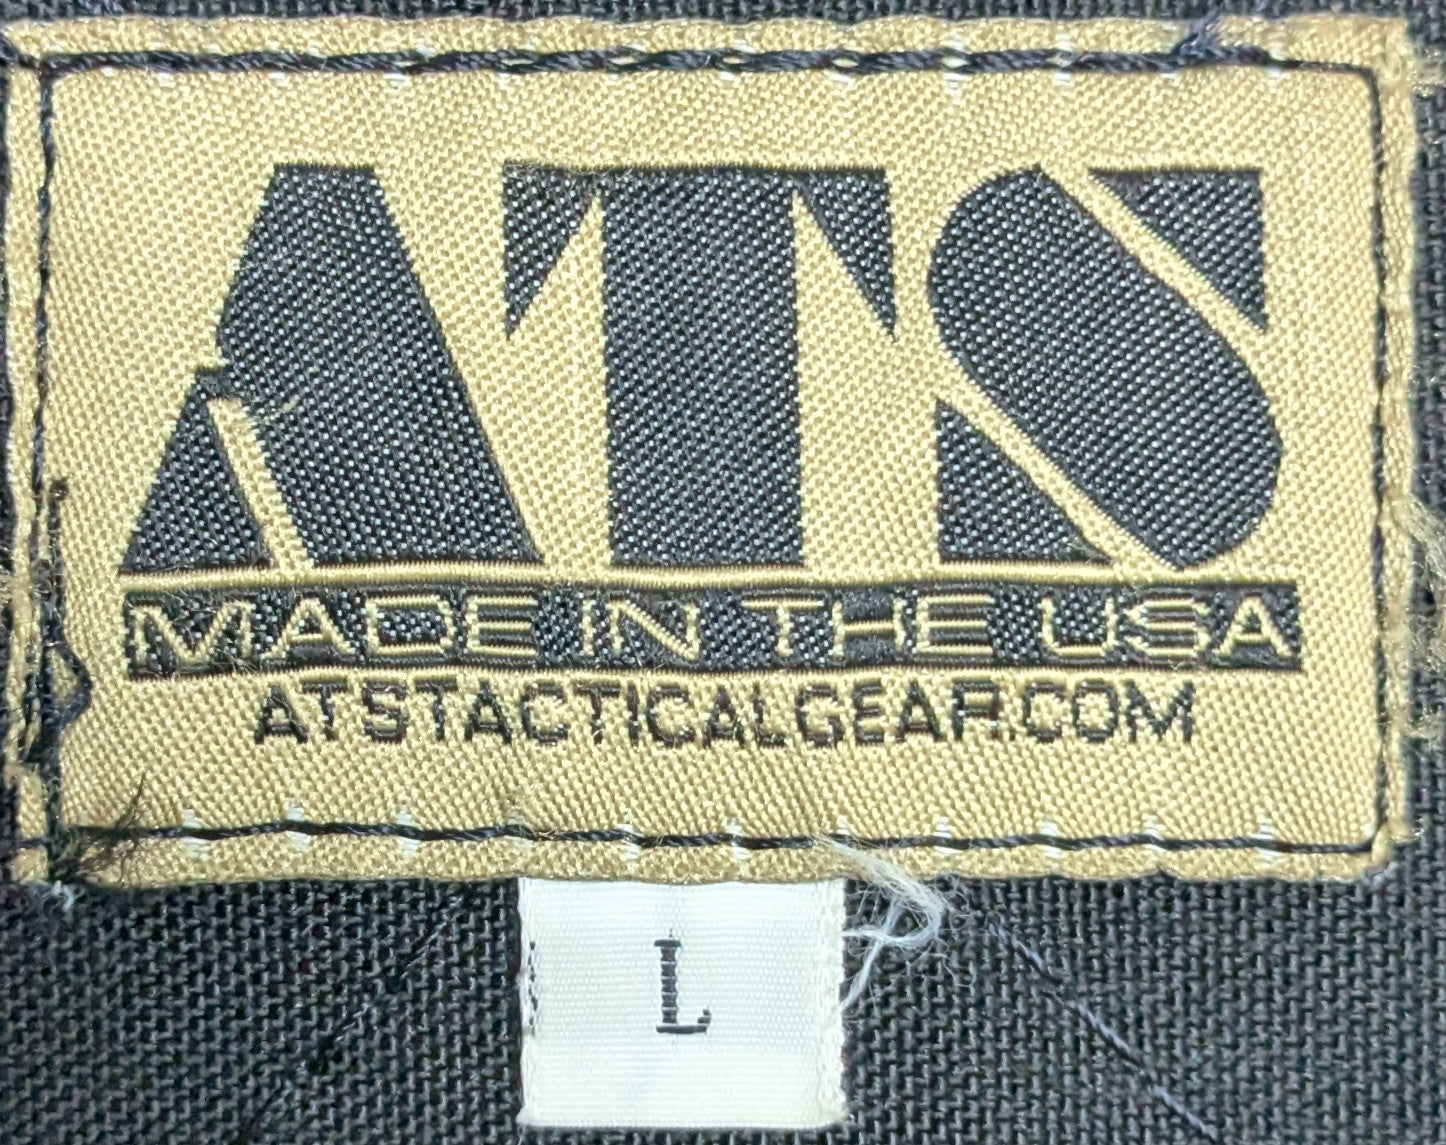 ATS
MADE IN THE USA
ATSTACTICALGEAR.COM
L